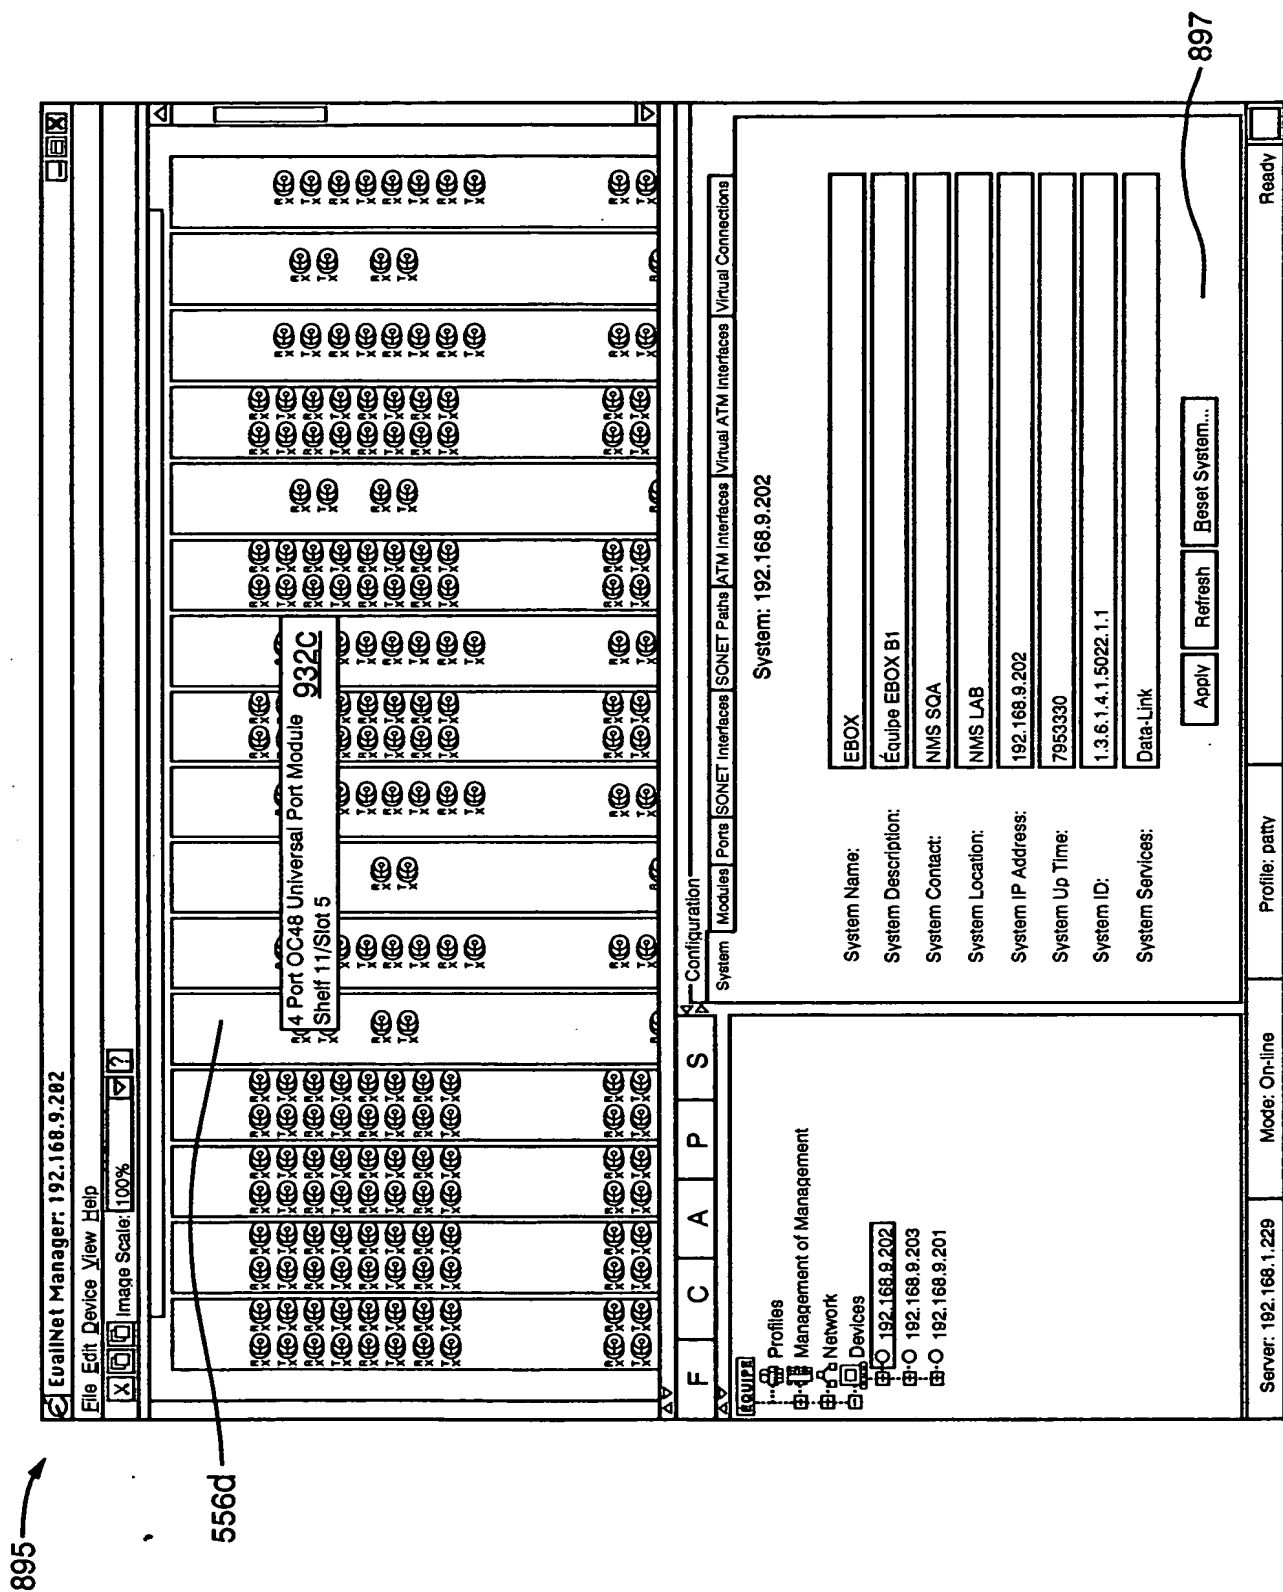 895
EuallNet Manager: 192.168.9.202
File Edit Device View Help
Image Scale: 100%
?
556d
4 Port OC48 Universal Port Module 932C
Shelf 11/Slot 5
F C A P S
EQUIPE
Profiles
Management of Management
Network
Devices
192.168.9.202
192.168.9.203
192.168.9.201
Configuration
System Modules Ports SONET Interfaces SONET Paths ATM Interfaces Virtual ATM Interfaces Virtual Connections
System: 192.168.9.202
System Name: EBOX
System Description: Équipe EBOX B1
System Contact: NMS SQA
System Location: NMS LAB
System IP Address: 192.168.9.202
System Up Time: 7953330
System ID: 1.3.6.1.4.1.5022.1.1
System Services: Data-Link
Apply Refresh Reset System...
897
Server: 192.168.1.229 Mode: On-line Profile: patty Ready